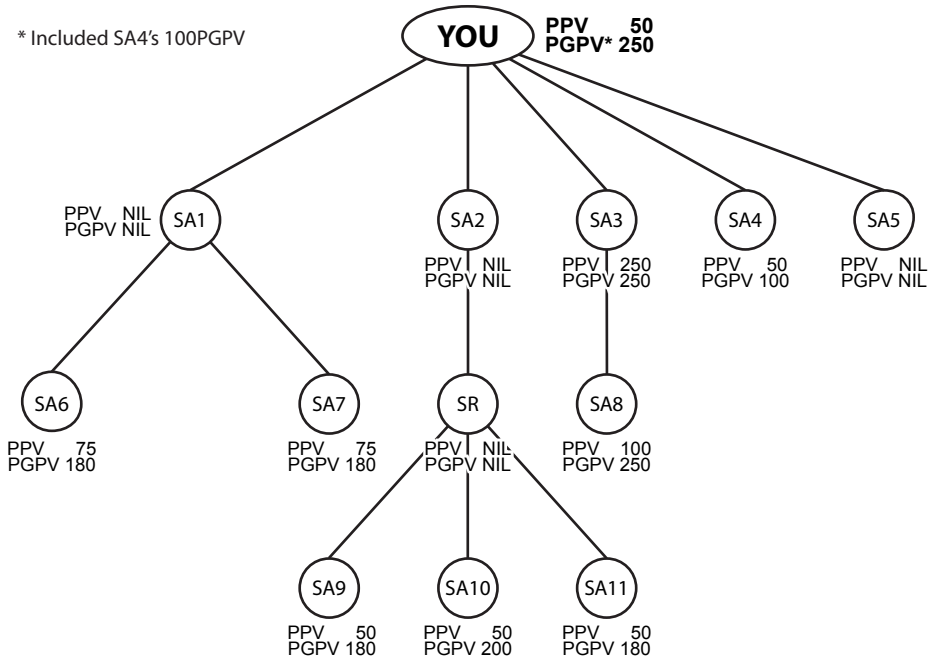 * Included SA4's 100PGPV
YOU
PPV 50
PGPV* 250
PPV NIL
PGPV NIL
SA1
SA2
PPV NIL
PGPV NIL
SA3
PPV 250
PGPV 250
SA4
PPV 50
PGPV 100
SA5
PPV NIL
PGPV NIL
SA6
PPV 75
PGPV 180
SA7
PPV 75
PGPV 180
SR
PPV NIL
PGPV NIL
SA8
PPV 100
PGPV 250
SA9
PPV 50
PGPV 180
SA10
PPV 50
PGPV 200
SA11
PPV 50
PGPV 180